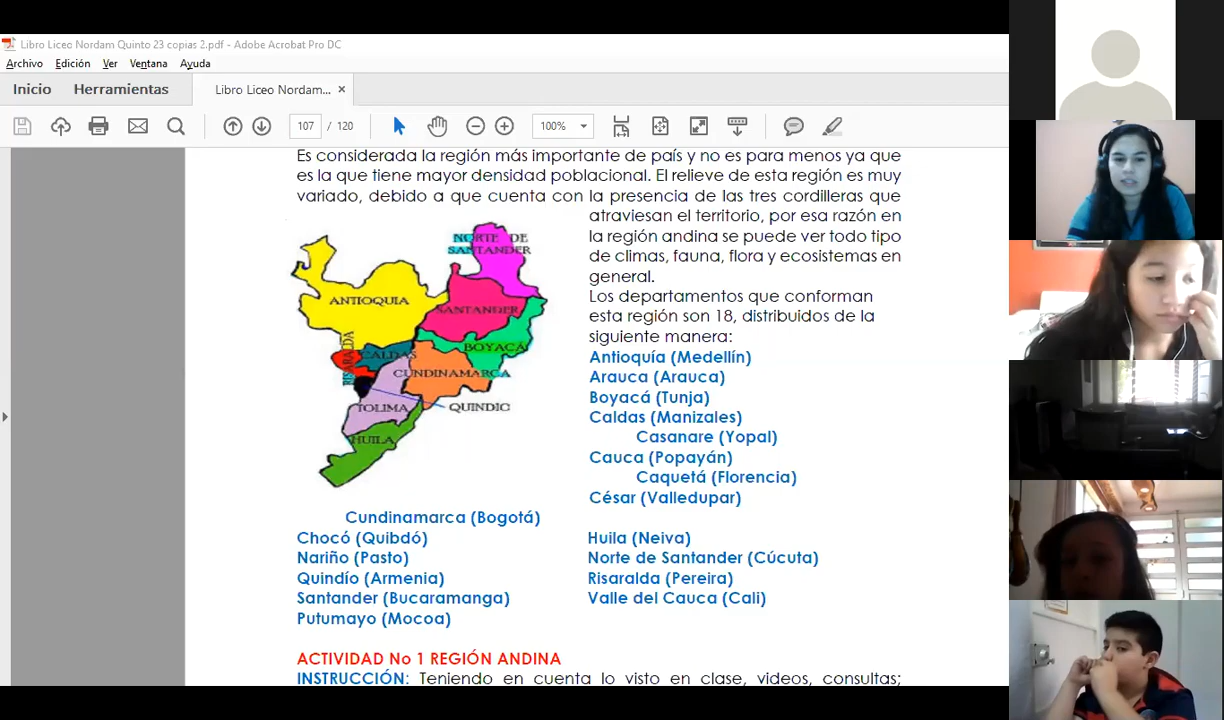 Libro Liceo Nordam Quinto 23 copias 2.pdf - Adobe Acrobat Pro DC
Archivo Edición Ver Ventana Ayuda
Inicio Herramientas Libro Liceo Nordam... ×
107 / 120 100%
Es considerada la región más importante de país y no es para menos ya que
es la que tiene mayor densidad poblacional. El relieve de esta región es muy
variado, debido a que cuenta con la presencia de las tres cordilleras que
atraviesan el territorio, por esa razón en
la región andina se puede ver todo tipo
de climas, fauna, flora y ecosistemas en
general.
Los departamentos que conforman
esta región son 18, distribuidos de la
siguiente manera:
NORTE DE
SANTANDER
ANTIOQUIA
SANTANDER
BOYACÁ
RISARALDA
CALDAS
CUNDINAMARCA
TOLIMA
QUINDIC
HUILA
Antioquía (Medellín)
Arauca (Arauca)
Boyacá (Tunja)
Caldas (Manizales)
Casanare (Yopal)
Cauca (Popayán)
Caquetá (Florencia)
César (Valledupar)
Cundinamarca (Bogotá)
Chocó (Quibdó) Huila (Neiva)
Nariño (Pasto) Norte de Santander (Cúcuta)
Quindío (Armenia) Risaralda (Pereira)
Santander (Bucaramanga) Valle del Cauca (Cali)
Putumayo (Mocoa)
ACTIVIDAD No 1 REGIÓN ANDINA
INSTRUCCIÓN: Teniendo en cuenta lo visto en clase, videos, consultas;